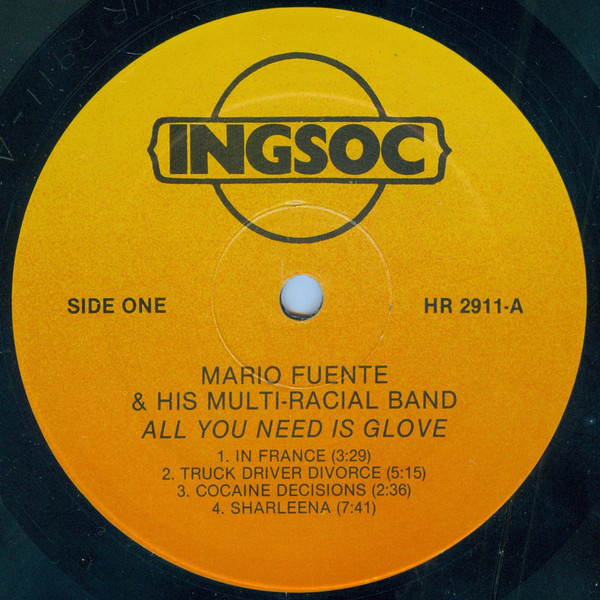 INGSOC
SIDE ONE
HR 2911-A
MARIO FUENTE
& HIS MULTI-RACIAL BAND
ALL YOU NEED IS GLOVE
1. IN FRANCE (3:29)
2. TRUCK DRIVER DIVORCE (5:15)
3. COCAINE DECISIONS (2:36)
4. SHARLEENA (7:41)